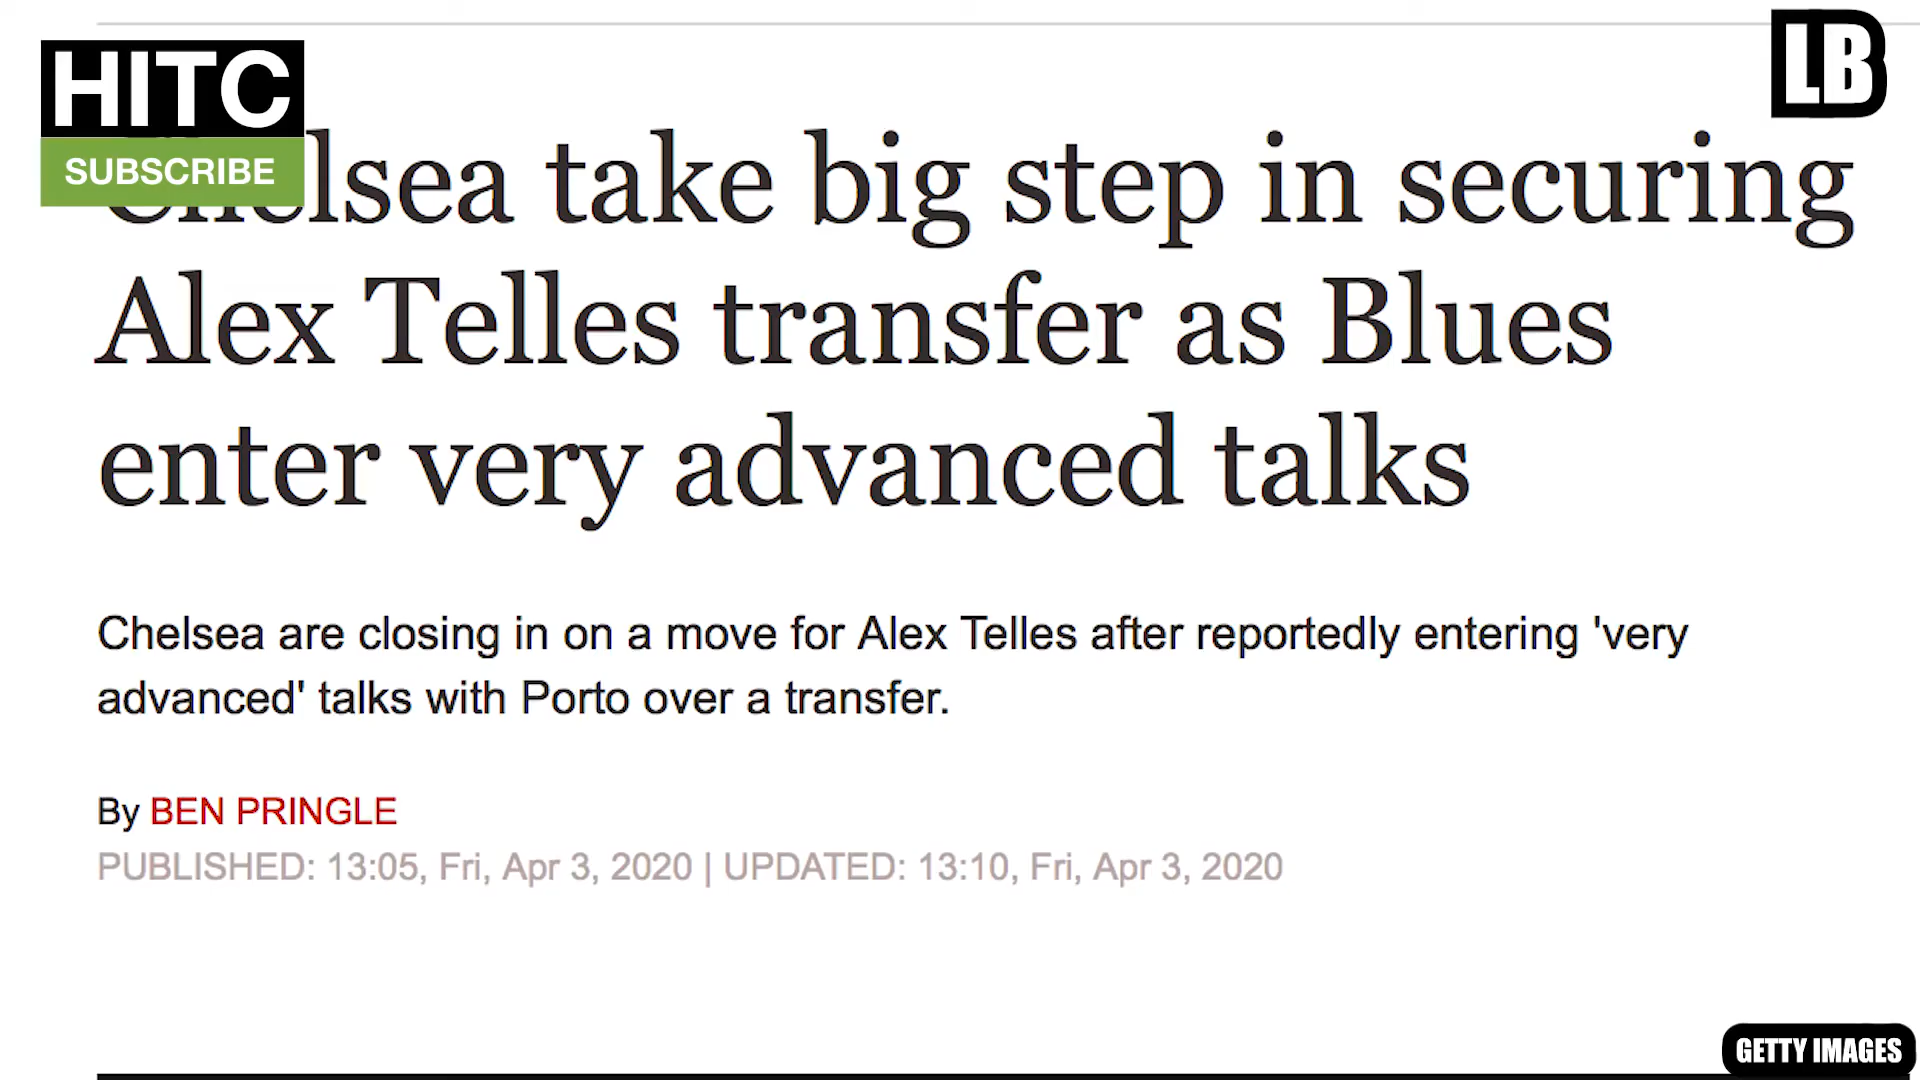 HITC
SUBSCRIBE
LB
Chelsea take big step in securing
Alex Telles transfer as Blues
enter very advanced talks
Chelsea are closing in on a move for Alex Telles after reportedly entering 'very
advanced' talks with Porto over a transfer.
By BEN PRINGLE
PUBLISHED: 13:05, Fri, Apr 3, 2020 | UPDATED: 13:10, Fri, Apr 3, 2020
GETTY IMAGES